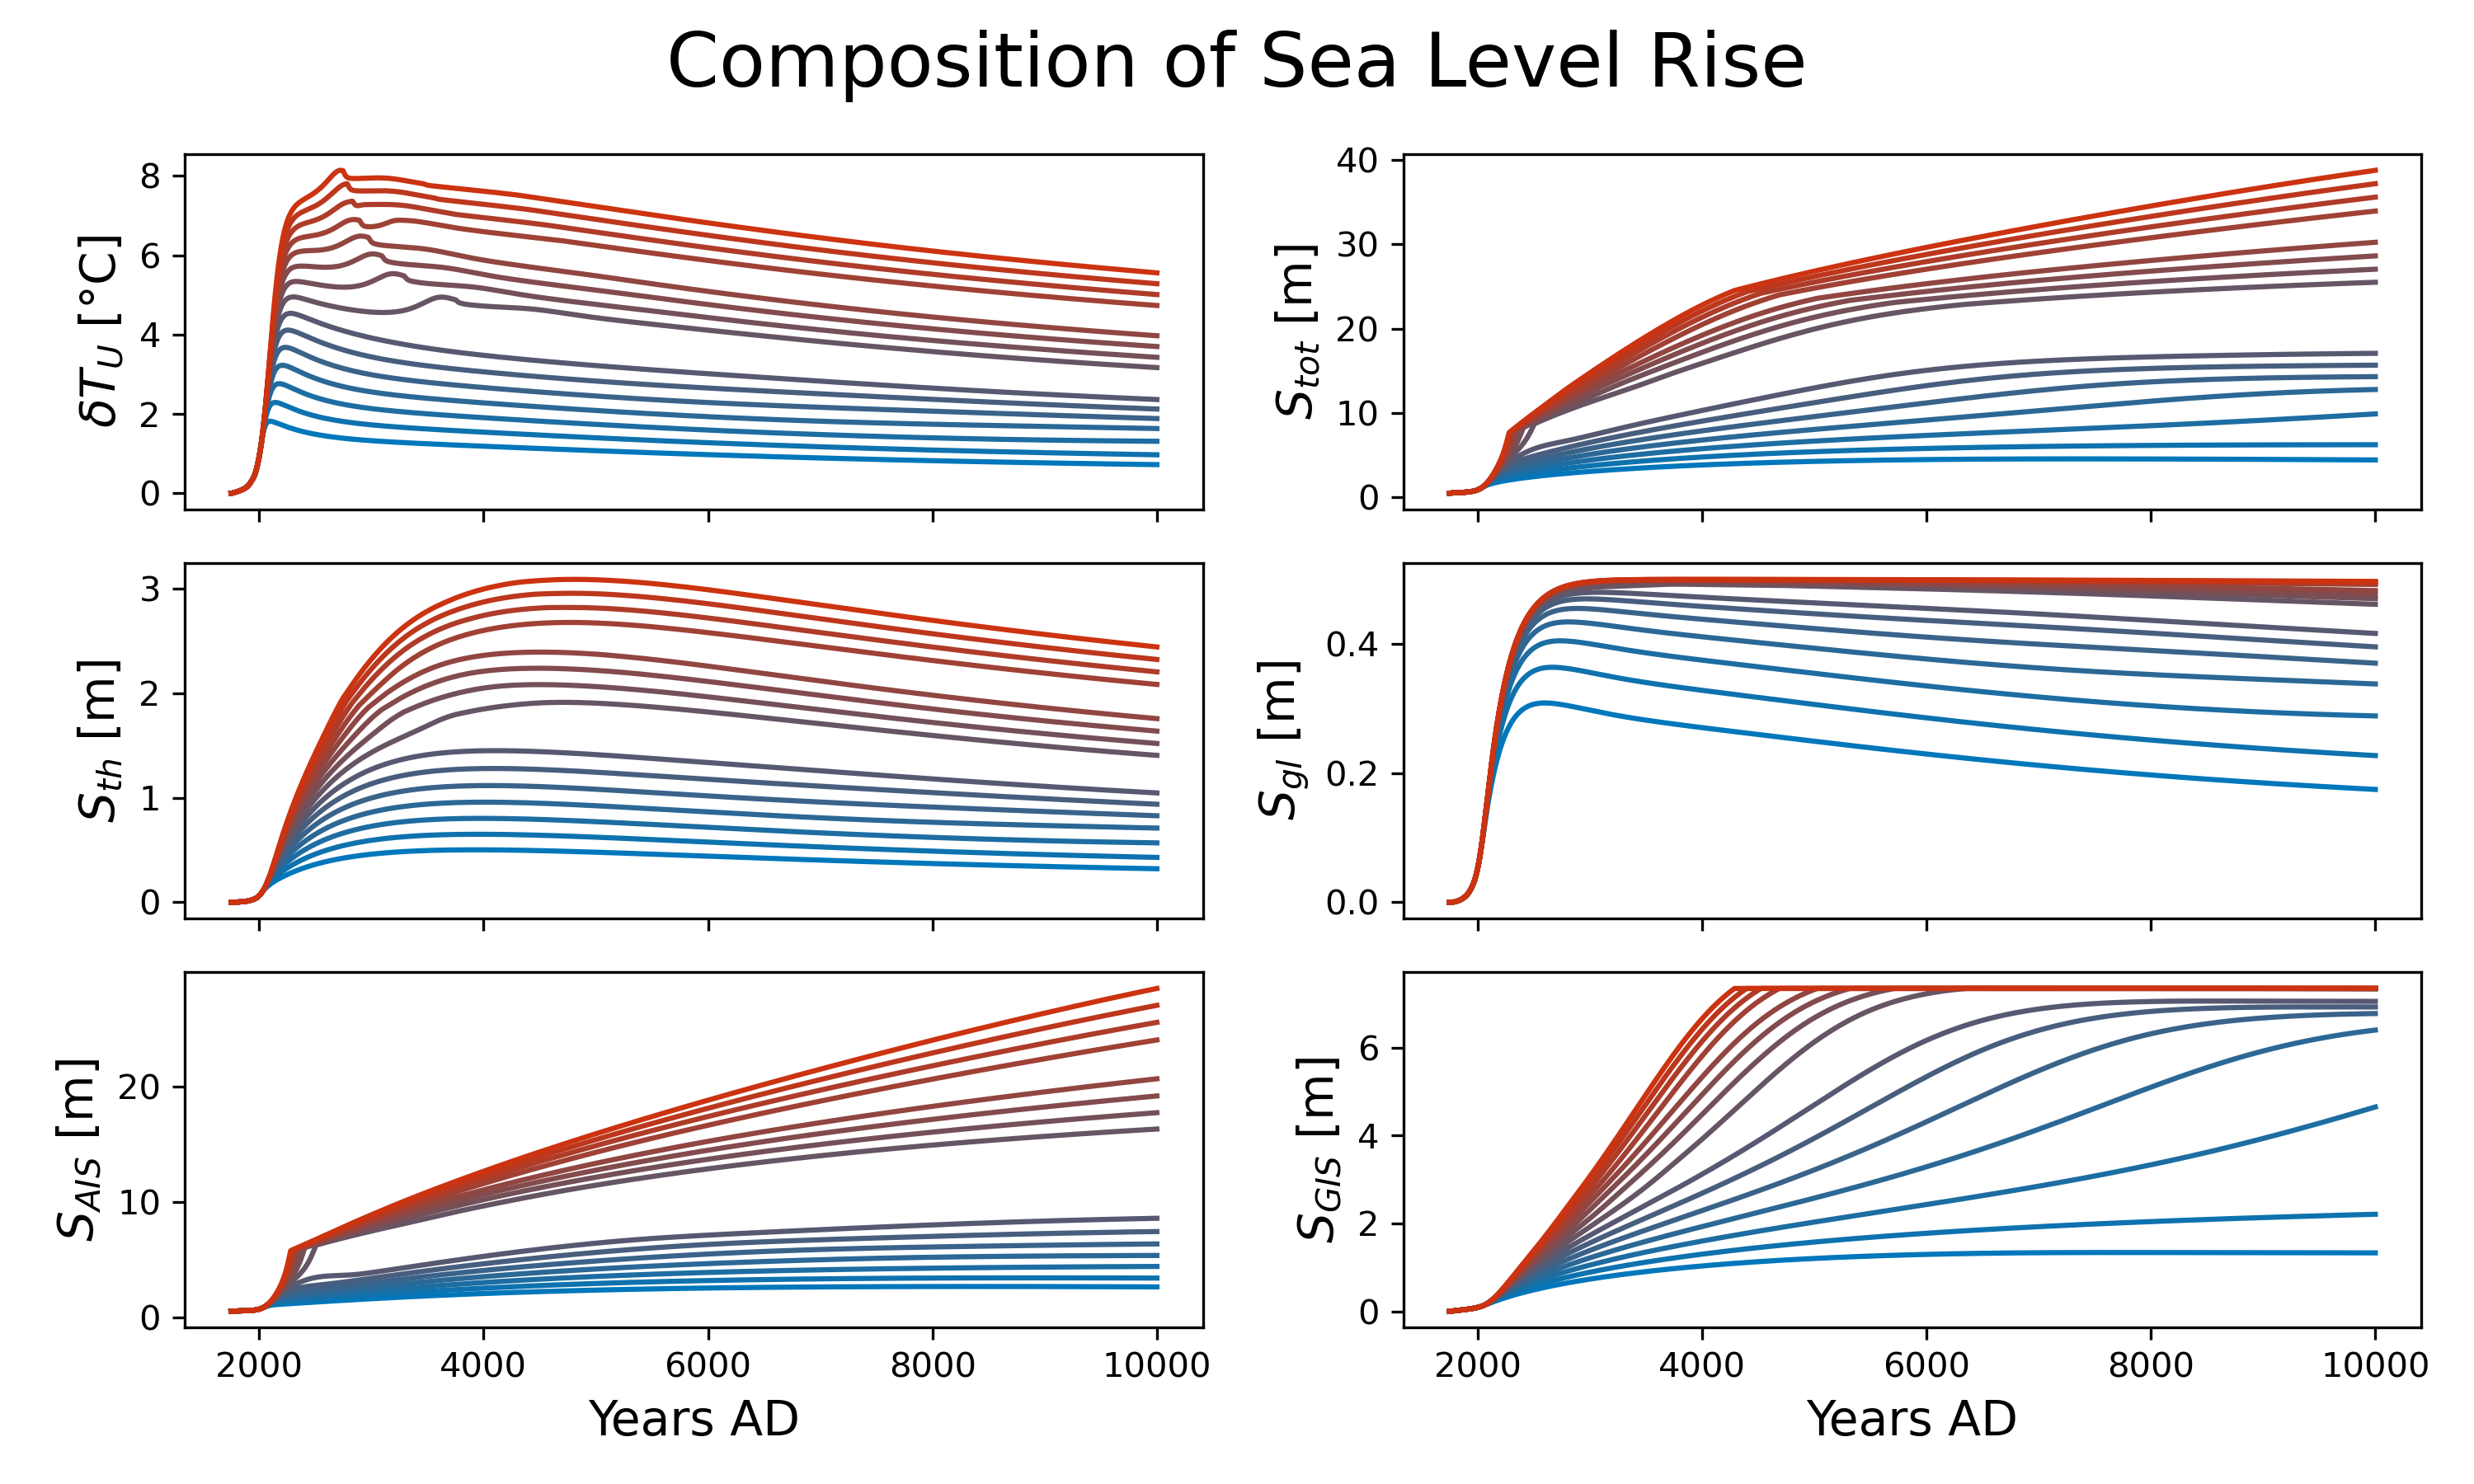 Composition of Sea Level Rise
δT_U [°C]
8
6
4
2
0
S_tot [m]
40
30
20
10
0
S_th [m]
3
2
1
0
S_gl [m]
0.4
0.2
0.0
S_AIS [m]
20
10
0
2000 4000 6000 8000 10000
Years AD
S_GIS [m]
6
4
2
0
2000 4000 6000 8000 10000
Years AD